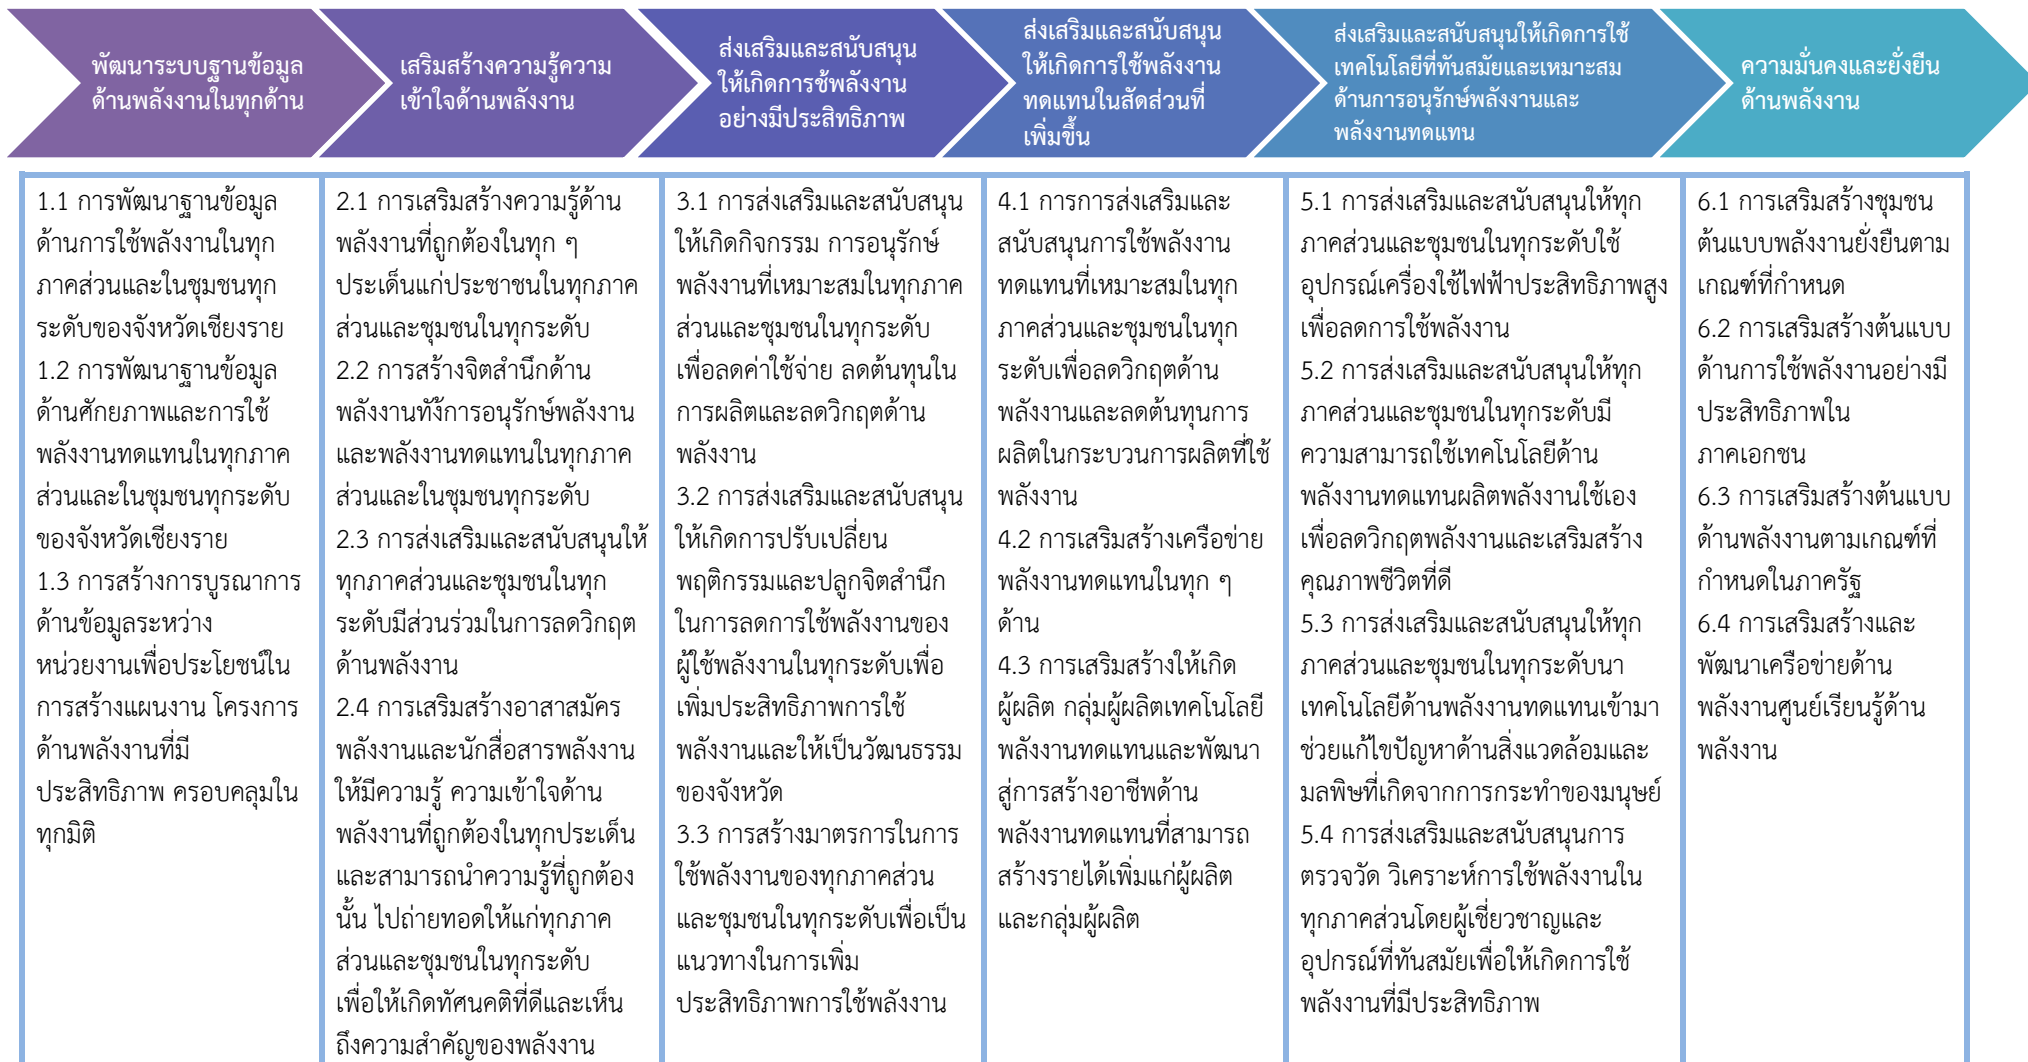 พัฒนาระบบฐานข้อมูล
ด้านพลังงานในทุกด้าน
เสริมสร้างความรู้ความ
เข้าใจด้านพลังงาน
ส่งเสริมและสนับสนุน
ให้เกิดการช้พลังงาน
อย่างมีประสิทธิภาพ
ส่งเสริมและสนับสนุน
ให้เกิดการใช้พลังงาน
ทดแทนในสัดส่วนที่
เพิ่มขึ้น
ส่งเสริมและสนับสนุนให้เกิดการใช้
เทคโนโลยีที่ทันสมัยและเหมาะสม
ด้านการอนุรักษ์พลังงานและ
พลังงานทดแทน
ความมั่นคงและยั่งยืน
ด้านพลังงาน
1.1 การพัฒนาฐานข้อมูล
ด้านการใช้พลังงานในทุก
ภาคส่วนและในชุมชนทุก
ระดับของจังหวัดเชียงราย
1.2 การพัฒนาฐานข้อมูล
ด้านศักยภาพและการใช้
พลังงานทดแทนในทุกภาค
ส่วนและในชุมชนทุกระดับ
ของจังหวัดเชียงราย
1.3 การสร้างการบูรณาการ
ด้านข้อมูลระหว่าง
หน่วยงานเพื่อประโยชน์ใน
การสร้างแผนงาน โครงการ
ด้านพลังงานที่มี
ประสิทธิภาพ ครอบคลุมใน
ทุกมิติ
2.1 การเสริมสร้างความรู้ด้าน
พลังงานที่ถูกต้องในทุก ๆ
ประเด็นแก่ประชาชนในทุกภาค
ส่วนและชุมชนในทุกระดับ
2.2 การสร้างจิตสำนึกด้าน
พลังงานทั้งการอนุรักษ์พลังงาน
และพลังงานทดแทนในทุกภาค
ส่วนและในชุมชนทุกระดับ
2.3 การส่งเสริมและสนับสนุนให้
ทุกภาคส่วนและชุมชนในทุก
ระดับมีส่วนร่วมในการลดวิกฤต
ด้านพลังงาน
2.4 การเสริมสร้างอาสาสมัคร
พลังงานและนักสื่อสารพลังงาน
ให้มีความรู้ ความเข้าใจด้าน
พลังงานที่ถูกต้องในทุกประเด็น
และสามารถนำความรู้ที่ถูกต้อง
นั้น ไปถ่ายทอดให้แก่ทุกภาค
ส่วนและชุมชนในทุกระดับ
เพื่อให้เกิดทัศนคติที่ดีและเห็น
ถึงความสำคัญของพลังงาน
3.1 การส่งเสริมและสนับสนุน
ให้เกิดกิจกรรม การอนุรักษ์
พลังงานที่เหมาะสมในทุกภาค
ส่วนและชุมชนในทุกระดับ
เพื่อลดค่าใช้จ่าย ลดต้นทุนใน
การผลิตและลดวิกฤตด้าน
พลังงาน
3.2 การส่งเสริมและสนับสนุน
ให้เกิดการปรับเปลี่ยน
พฤติกรรมและปลูกจิตสำนึก
ในการลดการใช้พลังงานของ
ผู้ใช้พลังงานในทุกระดับเพื่อ
เพิ่มประสิทธิภาพการใช้
พลังงานและให้เป็นวัฒนธรรม
ของจังหวัด
3.3 การสร้างมาตรการในการ
ใช้พลังงานของทุกภาคส่วน
และชุมชนในทุกระดับเพื่อเป็น
แนวทางในการเพิ่ม
ประสิทธิภาพการใช้พลังงาน
4.1 การการส่งเสริมและ
สนับสนุนการใช้พลังงาน
ทดแทนที่เหมาะสมในทุก
ภาคส่วนและชุมชนในทุก
ระดับเพื่อลดวิกฤตด้าน
พลังงานและลดต้นทุนการ
ผลิตในกระบวนการผลิตที่ใช้
พลังงาน
4.2 การเสริมสร้างเครือข่าย
พลังงานทดแทนในทุก ๆ
ด้าน
4.3 การเสริมสร้างให้เกิด
ผู้ผลิต กลุ่มผู้ผลิตเทคโนโลยี
พลังงานทดแทนและพัฒนา
สู่การสร้างอาชีพด้าน
พลังงานทดแทนที่สามารถ
สร้างรายได้เพิ่มแก่ผู้ผลิต
และกลุ่มผู้ผลิต
5.1 การส่งเสริมและสนับสนุนให้ทุก
ภาคส่วนและชุมชนในทุกระดับใช้
อุปกรณ์เครื่องใช้ไฟฟ้าประสิทธิภาพสูง
เพื่อลดการใช้พลังงาน
5.2 การส่งเสริมและสนับสนุนให้ทุก
ภาคส่วนและชุมชนในทุกระดับมี
ความสามารถใช้เทคโนโลยีด้าน
พลังงานทดแทนผลิตพลังงานใช้เอง
เพื่อลดวิกฤตพลังงานและเสริมสร้าง
คุณภาพชีวิตที่ดี
5.3 การส่งเสริมและสนับสนุนให้ทุก
ภาคส่วนและชุมชนในทุกระดับนา
เทคโนโลยีด้านพลังงานทดแทนเข้ามา
ช่วยแก้ไขปัญหาด้านสิ่งแวดล้อมและ
มลพิษที่เกิดจากการกระทำของมนุษย์
5.4 การส่งเสริมและสนับสนุนการ
ตรวจวัด วิเคราะห์การใช้พลังงานใน
ทุกภาคส่วนโดยผู้เชี่ยวชาญและ
อุปกรณ์ที่ทันสมัยเพื่อให้เกิดการใช้
พลังงานที่มีประสิทธิภาพ
6.1 การเสริมสร้างชุมชน
ต้นแบบพลังงานยั่งยืนตาม
เกณฑ์ที่กำหนด
6.2 การเสริมสร้างต้นแบบ
ด้านการใช้พลังงานอย่างมี
ประสิทธิภาพใน
ภาคเอกชน
6.3 การเสริมสร้างต้นแบบ
ด้านพลังงานตามเกณฑ์ที่
กำหนดในภาครัฐ
6.4 การเสริมสร้างและ
พัฒนาเครือข่ายด้าน
พลังงานศูนย์เรียนรู้ด้าน
พลังงาน